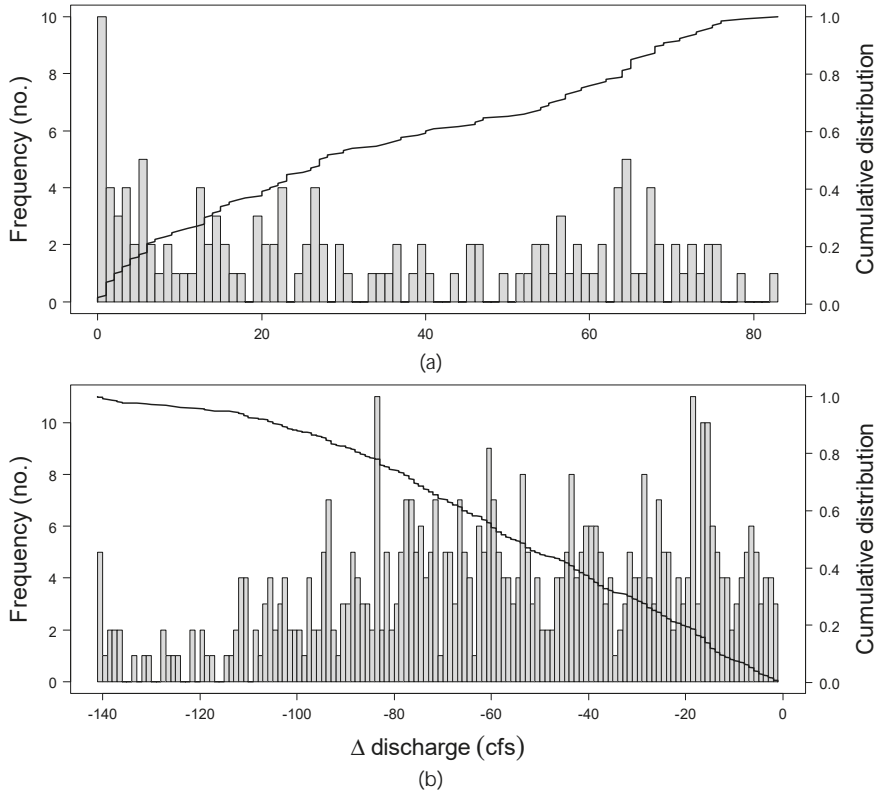 10
8
6
4
2
0
Frequency (no.)
1.0
0.8
0.6
0.4
0.2
0.0
Cumulative distribution
0 20 40 60 80
(a)
10
8
6
4
2
0
Frequency (no.)
1.0
0.8
0.6
0.4
0.2
0.0
Cumulative distribution
-140 -120 -100 -80 -60 -40 -20 0
Δ discharge (cfs)
(b)